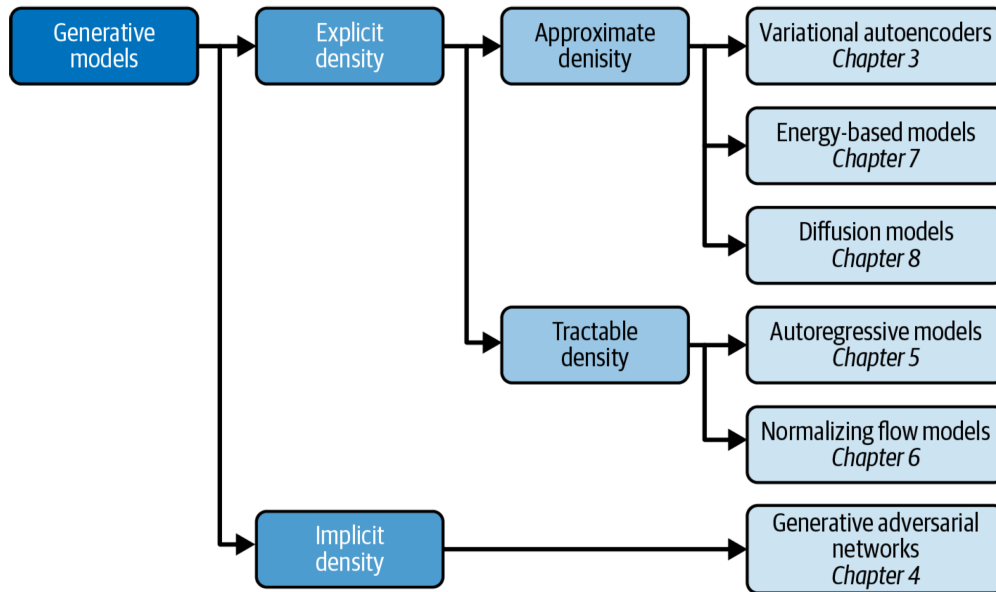 Generative
models
Explicit
density
Approximate
denisity
Variational autoencoders
Chapter 3
Energy-based models
Chapter 7
Diffusion models
Chapter 8
Tractable
density
Autoregressive models
Chapter 5
Normalizing flow models
Chapter 6
Implicit
density
Generative adversarial
networks
Chapter 4